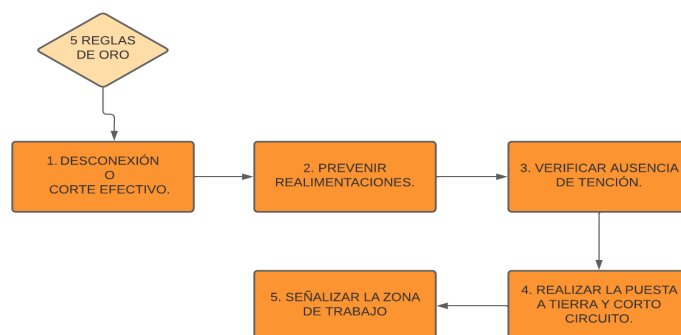 5 REGLAS
DE ORO
1. DESCONEXIÓN
O
CORTE EFECTIVO.
2. PREVENIR
REALIMENTACIONES.
3. VERIFICAR AUSENCIA
DE TENCIÓN.
4. REALIZAR LA PUESTA
A TIERRA Y CORTO
CIRCUITO.
5. SEÑALIZAR LA ZONA
DE TRABAJO